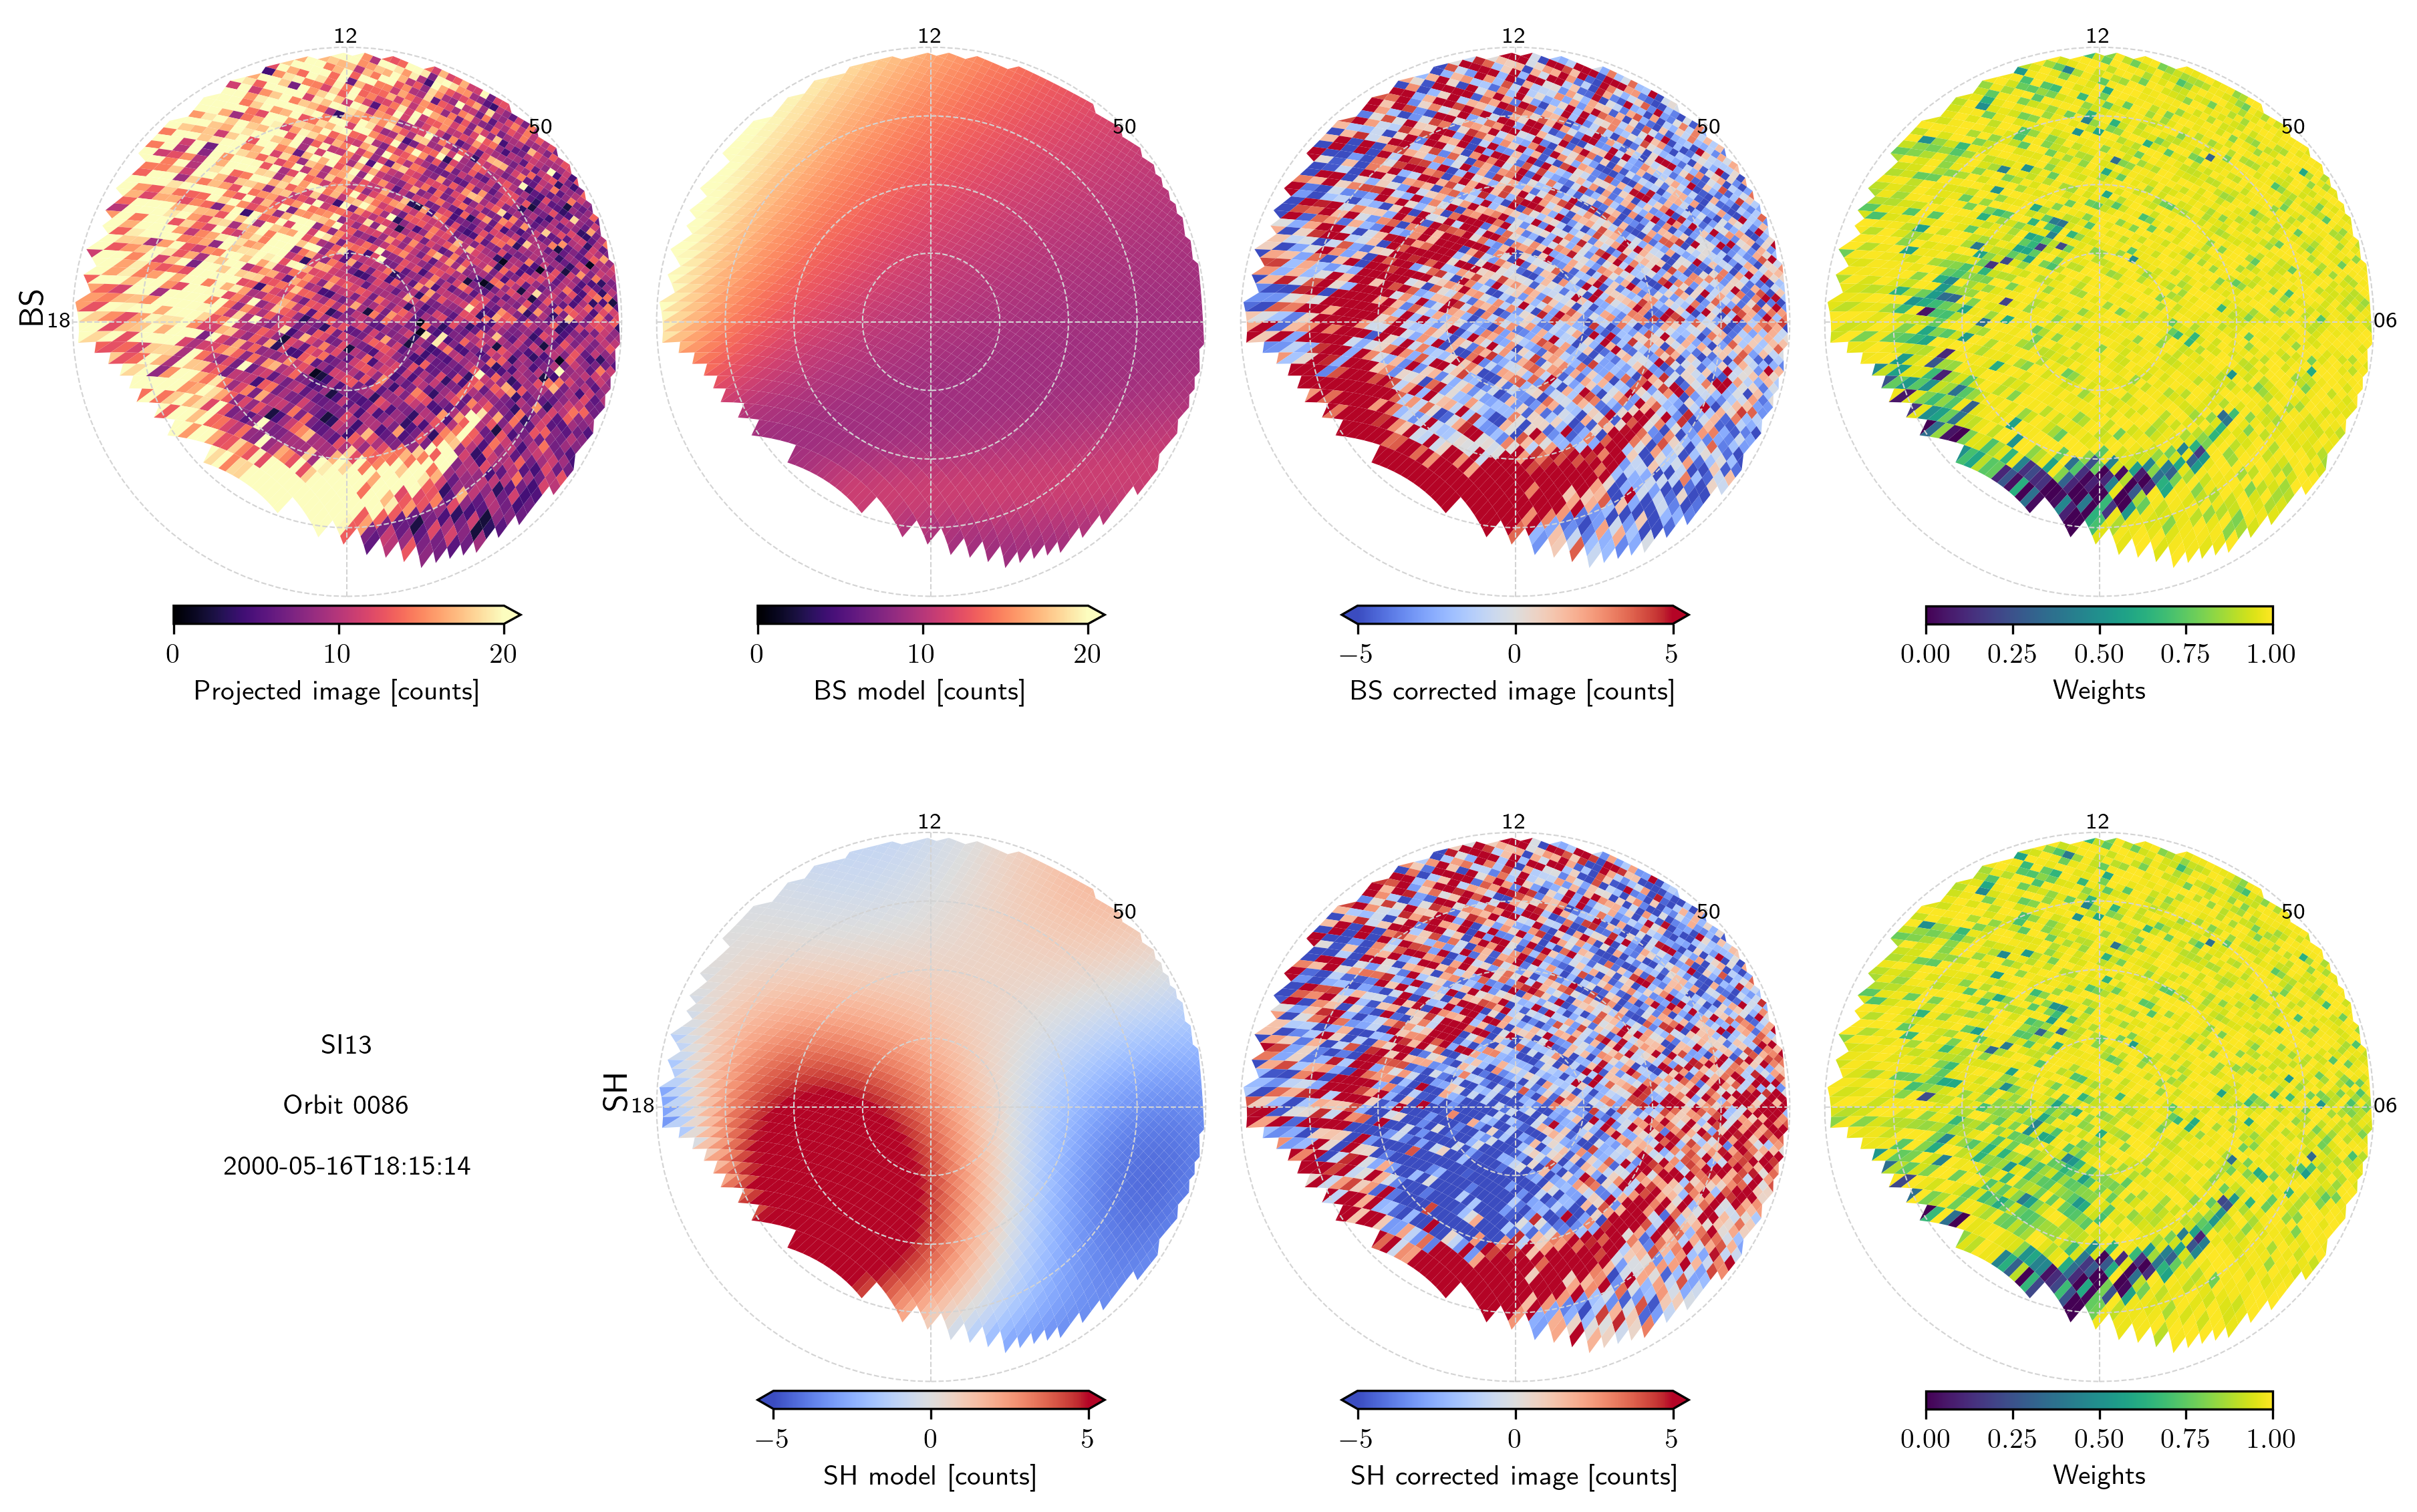 12 12 12 12
50 50 50 50
BS
18 06
0 10 20 0 10 20 −5 0 5 0.00 0.25 0.50 0.75 1.00
Projected image [counts] BS model [counts] BS corrected image [counts] Weights
12 12 12
50 50 50
SI13
Orbit 0086
2000-05-16T18:15:14
SH
18 06
−5 0 5 −5 0 5 0.00 0.25 0.50 0.75 1.00
SH model [counts] SH corrected image [counts] Weights